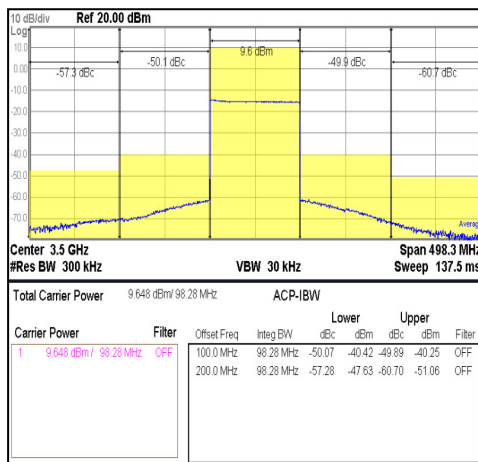 10 dB/div Ref 20.00 dBm
Log
10.0
0.00
-10.0
-20.0
-30.0
-40.0
-50.0
-60.0
-70.0
-57.3 dBc -50.1 dBc 9.6 dBm -49.9 dBc -60.7 dBc
Average
Center 3.5 GHz Span 498.3 MHz
#Res BW 300 kHz VBW 30 kHz Sweep 137.5 ms
Total Carrier Power 9.648 dBm/ 98.28 MHz ACP-IBW
Lower Upper
Carrier Power Filter Offset Freq Integ BW dBc dBm dBc dBm Filter
1 9.648 dBm / 98.28 MHz OFF 100.0 MHz 98.28 MHz -50.07 -40.42 -49.89 -40.25 OFF
200.0 MHz 98.28 MHz -57.28 -47.63 -60.70 -51.06 OFF